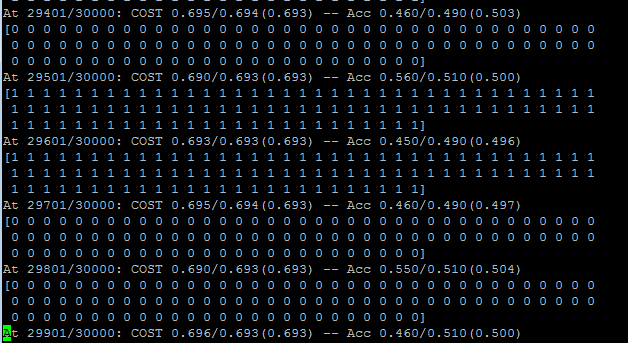 At 29401/30000: COST 0.695/0.694(0.693) -- Acc 0.460/0.490(0.503)
[0 0 0 0 0 0 0 0 0 0 0 0 0 0 0 0 0 0 0 0 0 0 0 0 0 0 0 0 0 0 0 0 0 0 0 0 0
0 0 0 0 0 0 0 0 0 0 0 0 0 0 0 0 0 0 0 0 0 0 0 0 0 0 0 0 0 0 0 0 0 0 0 0 0
0 0 0 0 0 0 0 0 0 0 0 0 0 0 0 0 0 0 0 0 0 0 0 0 0 0]
At 29501/30000: COST 0.690/0.693(0.693) -- Acc 0.560/0.510(0.500)
[1 1 1 1 1 1 1 1 1 1 1 1 1 1 1 1 1 1 1 1 1 1 1 1 1 1 1 1 1 1 1 1 1 1 1 1 1
1 1 1 1 1 1 1 1 1 1 1 1 1 1 1 1 1 1 1 1 1 1 1 1 1 1 1 1 1 1 1 1 1 1 1 1 1
1 1 1 1 1 1 1 1 1 1 1 1 1 1 1 1 1 1 1 1 1 1 1 1 1 1]
At 29601/30000: COST 0.693/0.693(0.693) -- Acc 0.450/0.490(0.496)
[1 1 1 1 1 1 1 1 1 1 1 1 1 1 1 1 1 1 1 1 1 1 1 1 1 1 1 1 1 1 1 1 1 1 1 1 1
1 1 1 1 1 1 1 1 1 1 1 1 1 1 1 1 1 1 1 1 1 1 1 1 1 1 1 1 1 1 1 1 1 1 1 1 1
1 1 1 1 1 1 1 1 1 1 1 1 1 1 1 1 1 1 1 1 1 1 1 1 1 1]
At 29701/30000: COST 0.695/0.694(0.693) -- Acc 0.460/0.490(0.497)
[0 0 0 0 0 0 0 0 0 0 0 0 0 0 0 0 0 0 0 0 0 0 0 0 0 0 0 0 0 0 0 0 0 0 0 0 0
0 0 0 0 0 0 0 0 0 0 0 0 0 0 0 0 0 0 0 0 0 0 0 0 0 0 0 0 0 0 0 0 0 0 0 0 0
0 0 0 0 0 0 0 0 0 0 0 0 0 0 0 0 0 0 0 0 0 0 0 0 0 0]
At 29801/30000: COST 0.690/0.693(0.693) -- Acc 0.550/0.510(0.504)
[0 0 0 0 0 0 0 0 0 0 0 0 0 0 0 0 0 0 0 0 0 0 0 0 0 0 0 0 0 0 0 0 0 0 0 0 0
0 0 0 0 0 0 0 0 0 0 0 0 0 0 0 0 0 0 0 0 0 0 0 0 0 0 0 0 0 0 0 0 0 0 0 0 0
0 0 0 0 0 0 0 0 0 0 0 0 0 0 0 0 0 0 0 0 0 0 0 0 0 0]
At 29901/30000: COST 0.696/0.693(0.693) -- Acc 0.460/0.510(0.500)